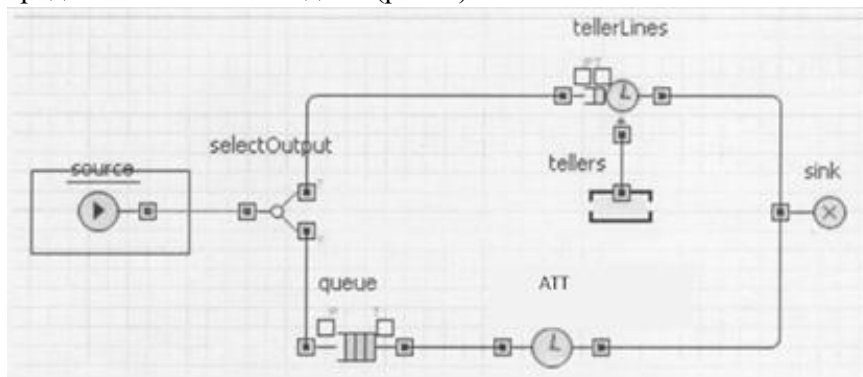 tellerLines
selectOutput
source
tellers
sink
queue
ATT